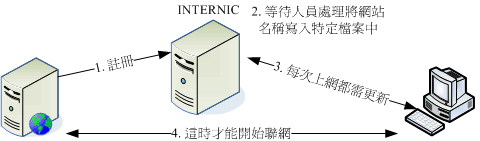 INTERNIC
2. 等待人員處理將網站
名稱寫入特定檔案中
1. 註冊
3. 每次上網都需更新
4. 這時才能開始聯網